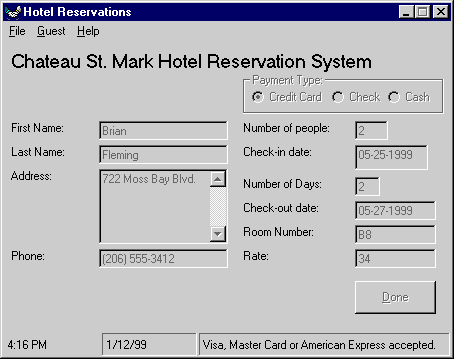 Hotel Reservations
File Guest Help
Chateau St. Mark Hotel Reservation System
Payment Type:
Credit Card Check Cash
First Name: Brian
Number of people: 2
Last Name: Fleming
Check-in date: 05-25-1999
Address: 722 Moss Bay Blvd.
Number of Days: 2
Check-out date: 05-27-1999
Room Number: B8
Phone: (206) 555-3412
Rate: 34
Done
4:16 PM 1/12/99 Visa, Master Card or American Express accepted.